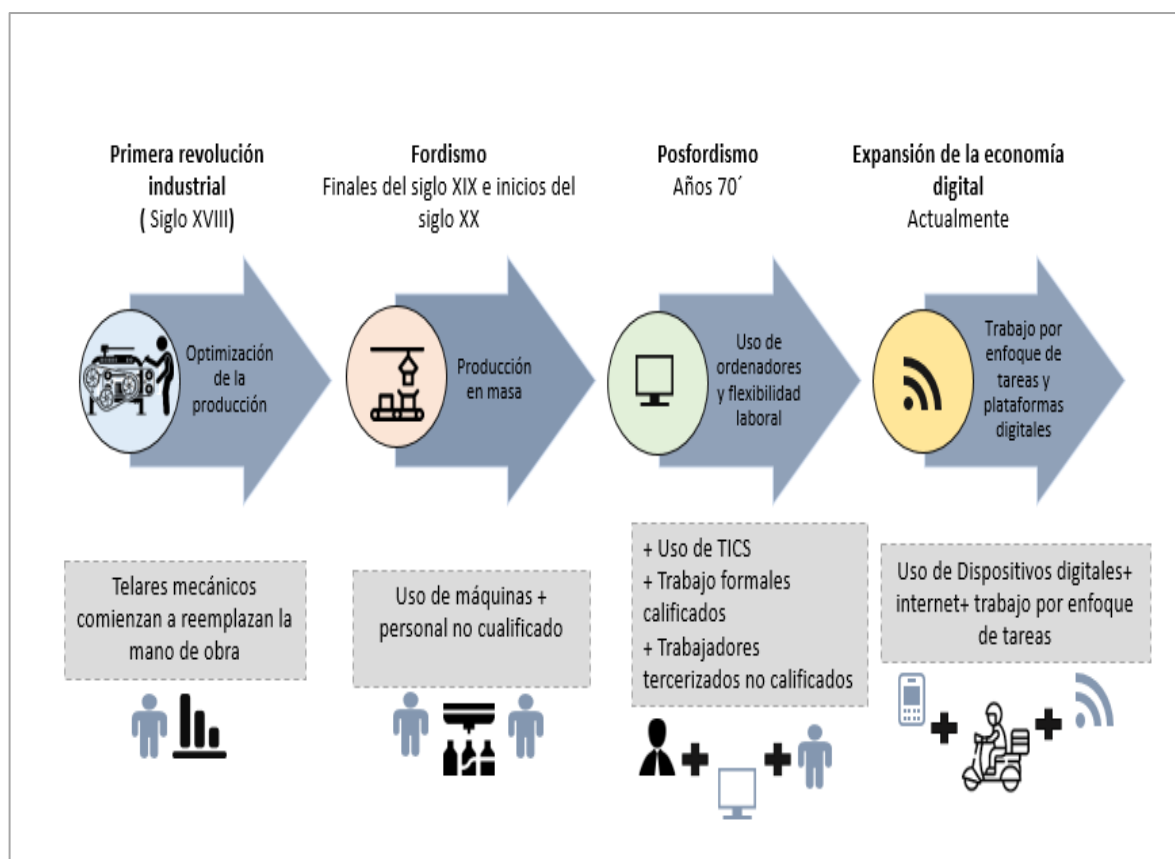 Primera revolución
industrial
( Siglo XVIII)
Fordismo
Finales del siglo XIX e inicios del
siglo XX
Posfordismo
Años 70´
Expansión de la economía
digital
Actualmente
Optimización
de la
producción
Producción
en masa
Uso de
ordenadores
y flexibilidad
laboral
Trabajo por
enfoque de
tareas y
plataformas
digitales
Telares mecánicos
comienzan a reemplazan la
mano de obra
Uso de máquinas +
personal no cualificado
+ Uso de TICS
+ Trabajo formales
calificados
+ Trabajadores
tercerizados no calificados
Uso de Dispositivos digitales+
internet+ trabajo por enfoque
de tareas